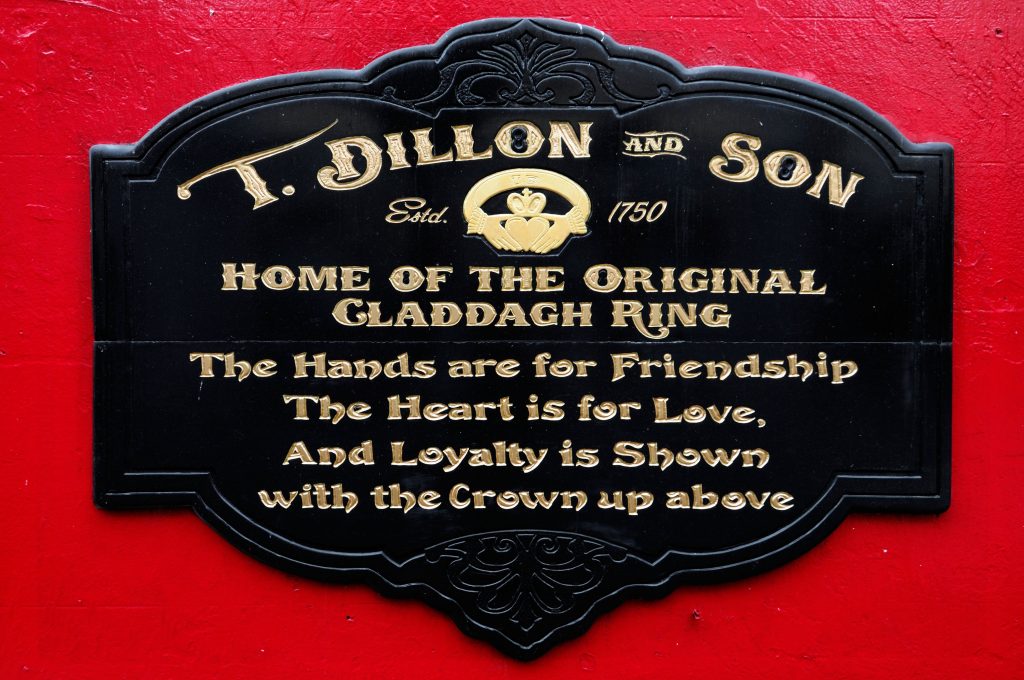 T. DILLON AND SON
Estd. 1750
HOME OF THE ORIGINAL
CLADDAGH RING
The Hands are for Friendship
The Heart is for Love,
And Loyalty is Shown
with the Crown up above